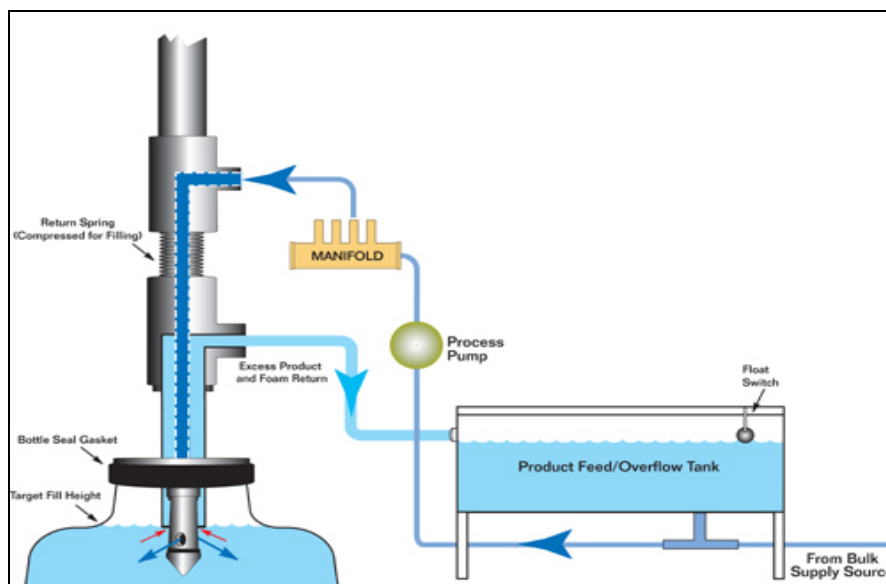 Return Spring
(Compressed for Filling)
MANIFOLD
Process
Pump
Excess Product
and Foam Return
Float
Switch
Bottle Seal Gasket
Product Feed/Overflow Tank
Target Fill Height
From Bulk
Supply Source